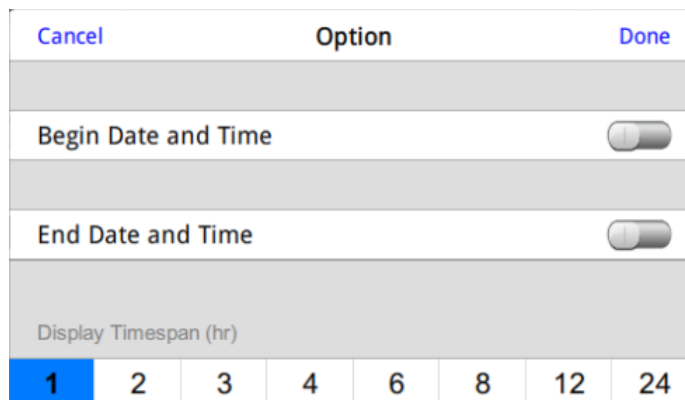 Cancel Option Done
Begin Date and Time
End Date and Time
Display Timespan (hr)
1 2 3 4 6 8 12 24